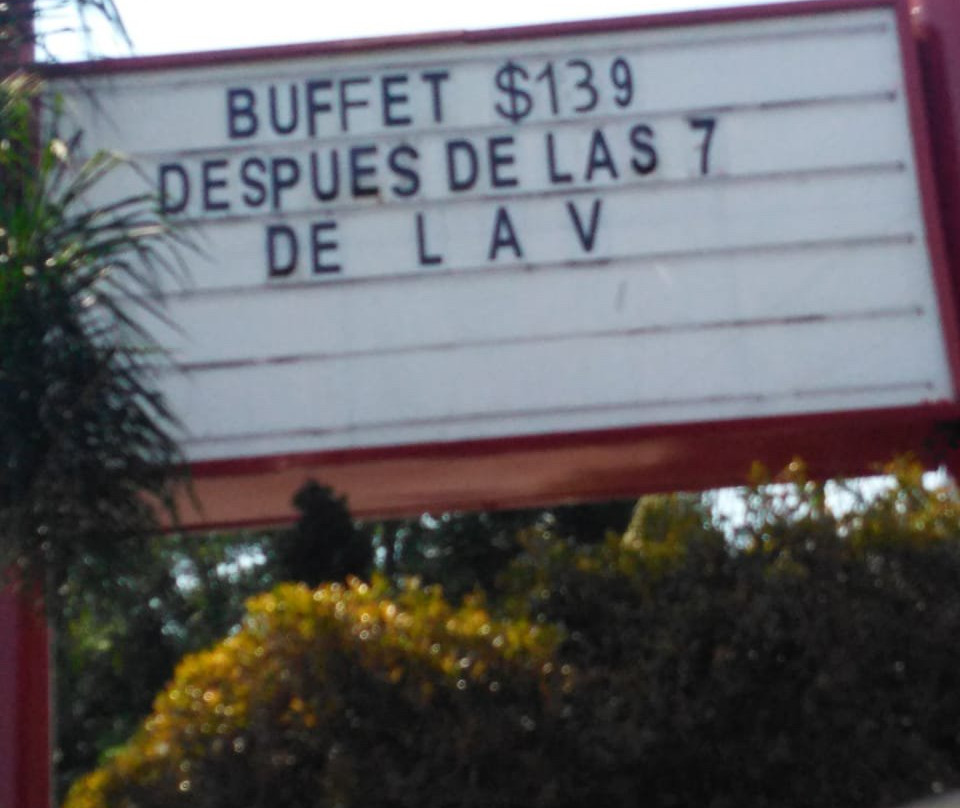 BUFFET $139
DESPUES DE LAS 7
DE L A V